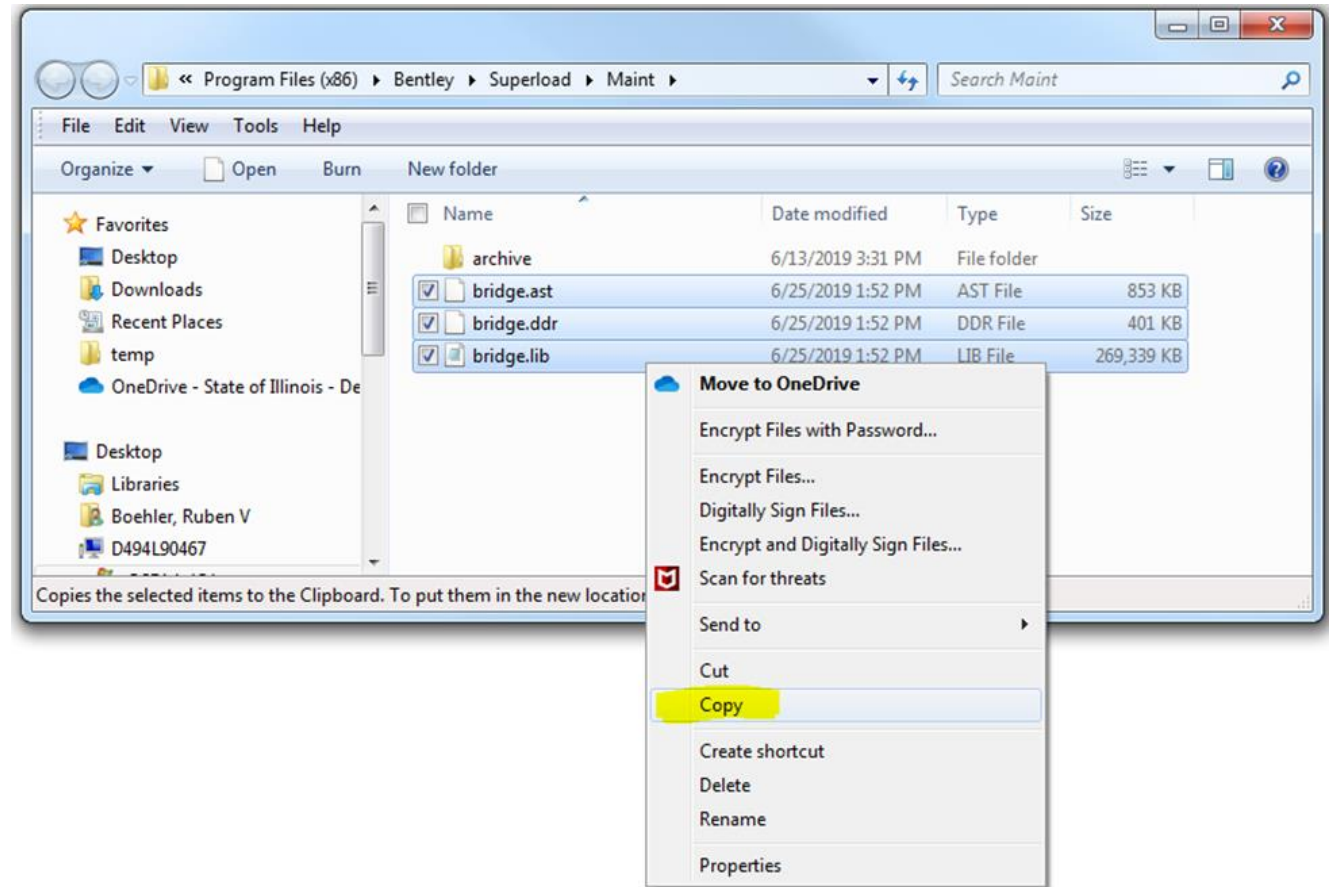 « Program Files (x86) ▸ Bentley ▸ Superload ▸ Maint ▸ Search Maint
File Edit View Tools Help
Organize ▾ Open Burn New folder
Name Date modified Type Size
Favorites
Desktop
Downloads
Recent Places
temp
OneDrive - State of Illinois - De
Desktop
Libraries
Boehler, Ruben V
D494L90467
archive 6/13/2019 3:31 PM File folder
bridge.ast 6/25/2019 1:52 PM AST File 853 KB
bridge.ddr 6/25/2019 1:52 PM DDR File 401 KB
bridge.lib 6/25/2019 1:52 PM LIB File 269,339 KB
Copies the selected items to the Clipboard. To put them in the new location
Move to OneDrive
Encrypt Files with Password...
Encrypt Files...
Digitally Sign Files...
Encrypt and Digitally Sign Files...
Scan for threats
Send to
Cut
Copy
Create shortcut
Delete
Rename
Properties